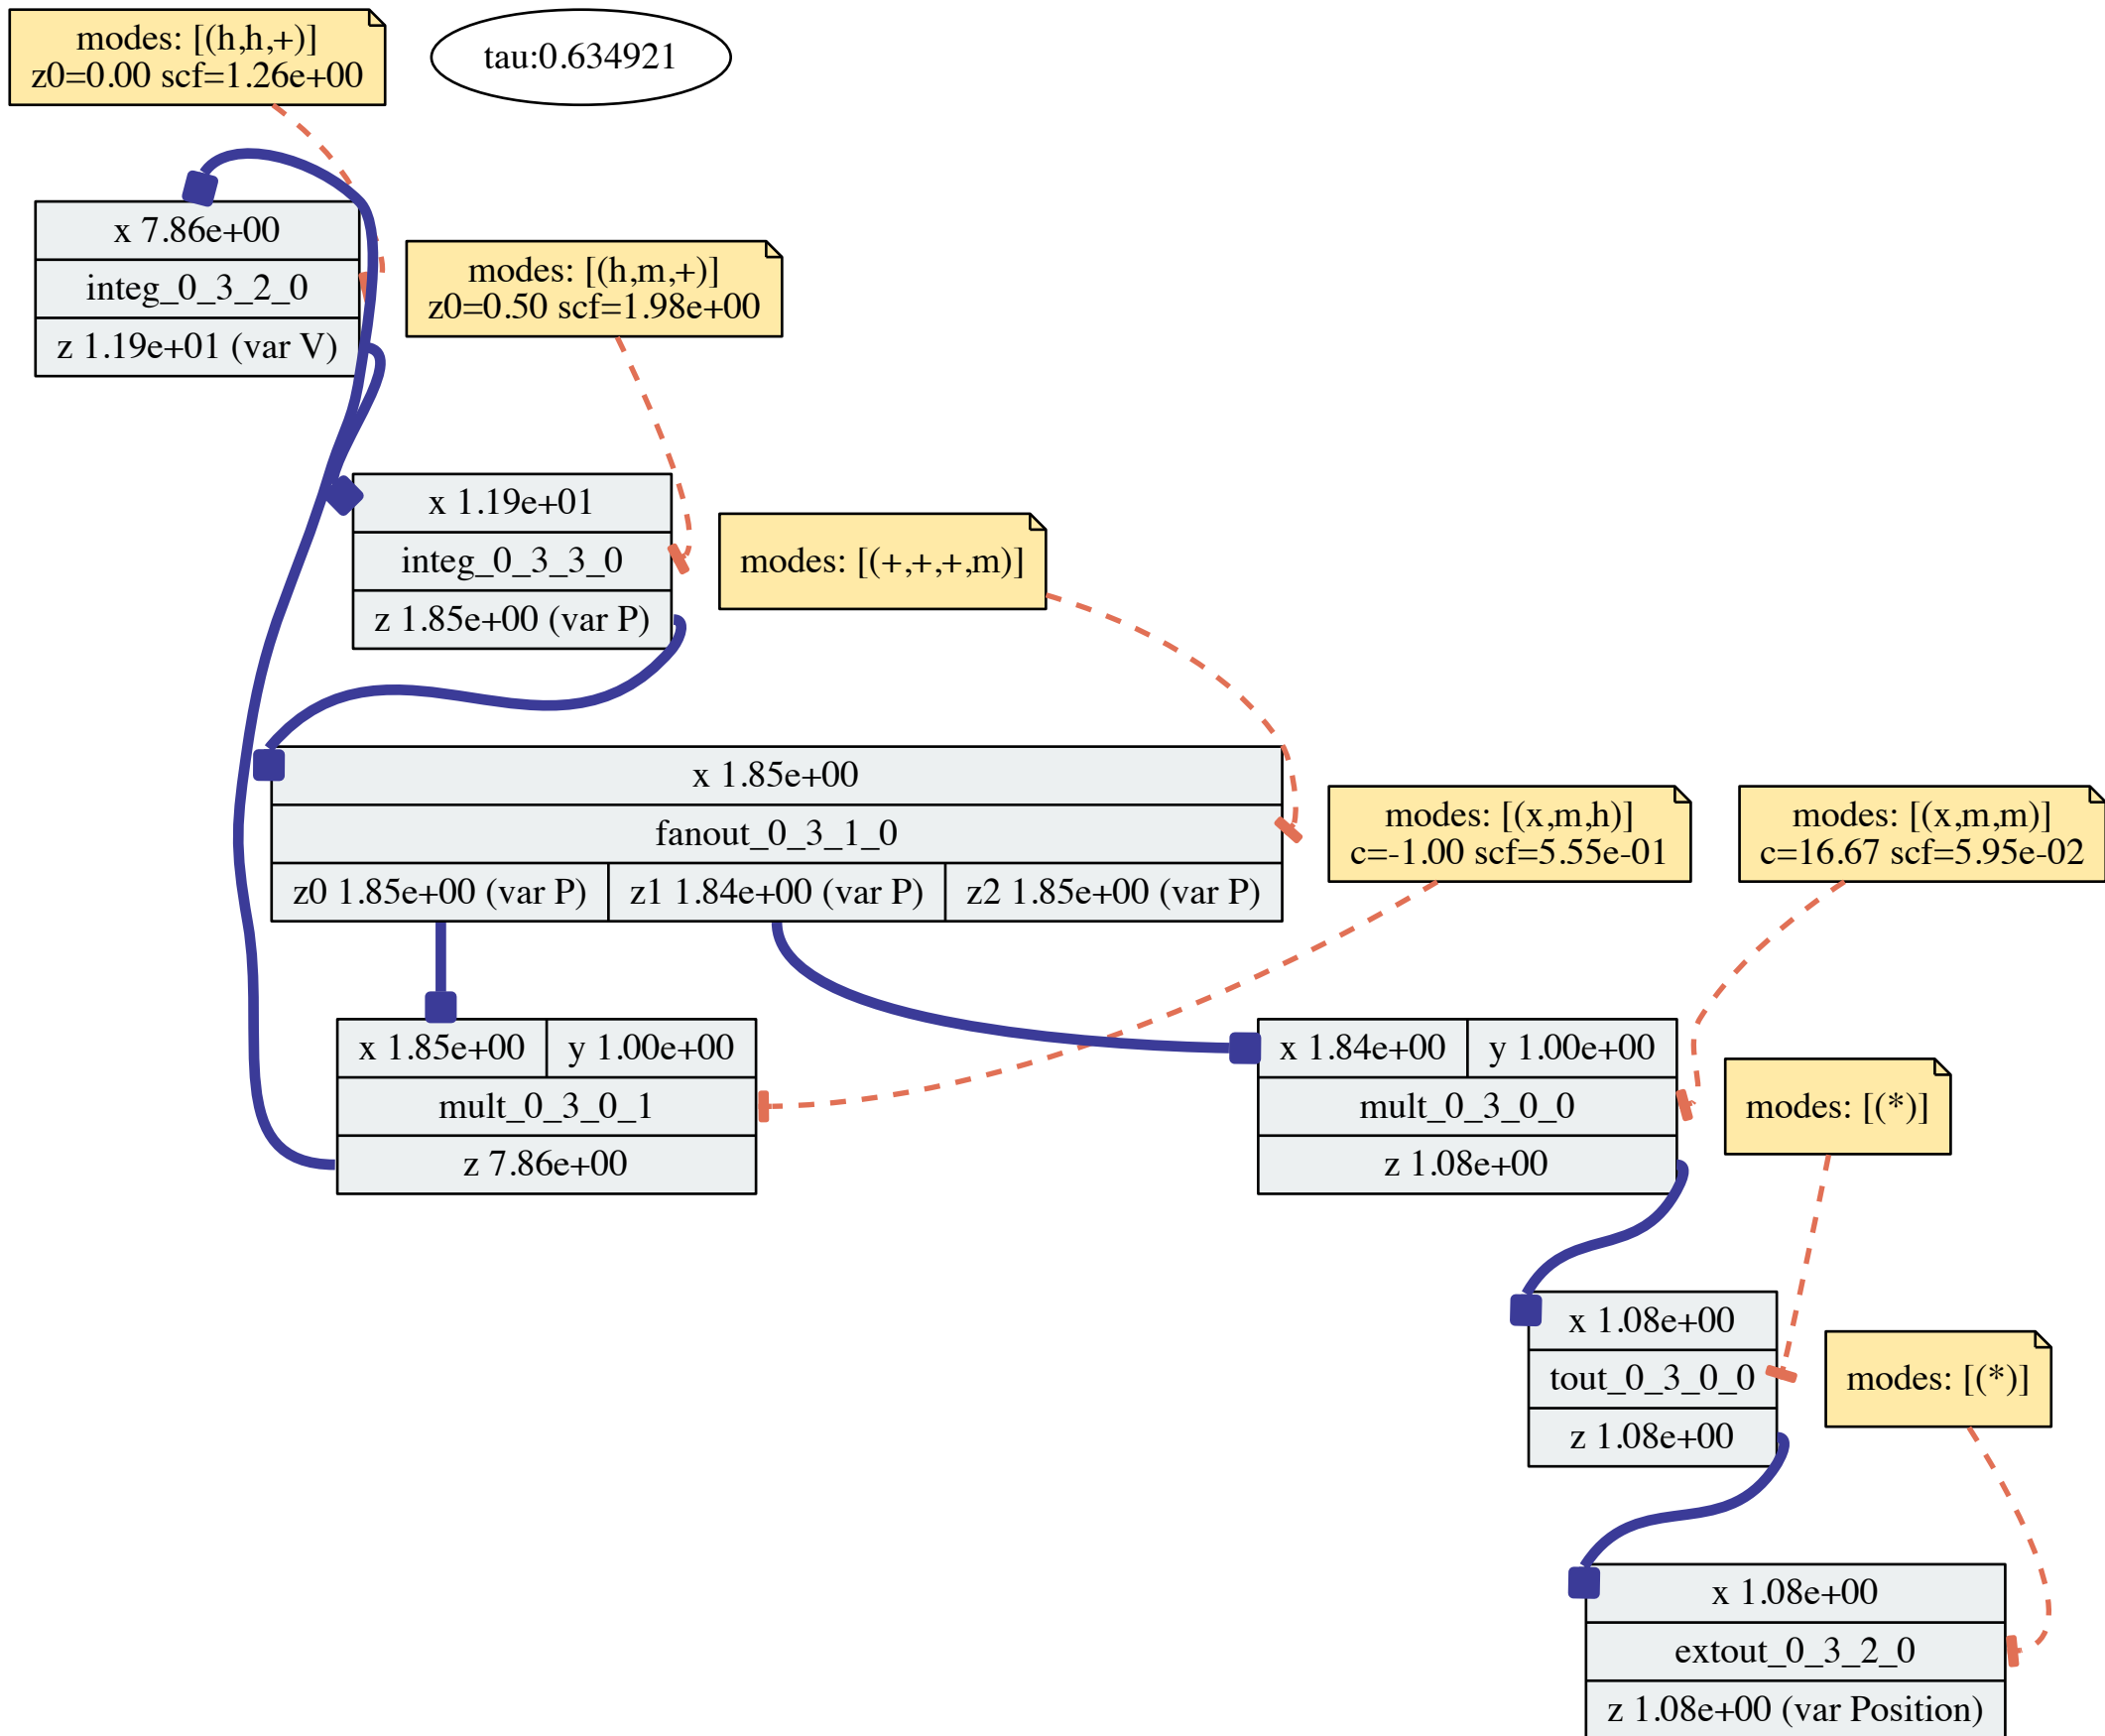 modes: [(h,h,+)]
z0=0.00 scf=1.26e+00
tau:0.634921
x 7.86e+00
integ_0_3_2_0
z 1.19e+01 (var V)
modes: [(h,m,+)]
z0=0.50 scf=1.98e+00
x 1.19e+01
integ_0_3_3_0
z 1.85e+00 (var P)
modes: [(+,+,+,m)]
x 1.85e+00
fanout_0_3_1_0
z0 1.85e+00 (var P)
z1 1.84e+00 (var P)
z2 1.85e+00 (var P)
modes: [(x,m,h)]
c=-1.00 scf=5.55e-01
modes: [(x,m,m)]
c=16.67 scf=5.95e-02
x 1.85e+00
y 1.00e+00
mult_0_3_0_1
z 7.86e+00
x 1.84e+00
y 1.00e+00
mult_0_3_0_0
z 1.08e+00
modes: [(*)]
x 1.08e+00
tout_0_3_0_0
z 1.08e+00
modes: [(*)]
x 1.08e+00
extout_0_3_2_0
z 1.08e+00 (var Position)